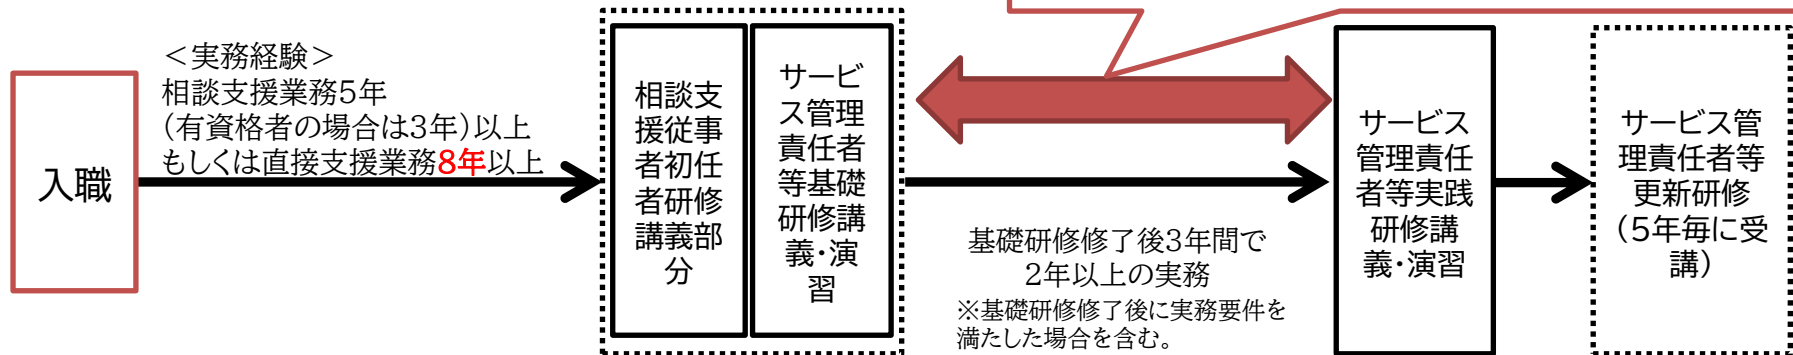 入職
＜実務経験＞
相談支援業務5年
（有資格者の場合は3年）以上
もしくは直接支援業務8年以上
相談支
援従事
者初任
者研修
講義部
分
サービ
ス管理
責任者
等基礎
研修講
義・演
習
基礎研修修了後3年間で
2年以上の実務
※基礎研修修了後に実務要件を
満たした場合を含む。
サービス
管理責任
者等実践
研修講
義・演習
サービス管
理責任者等
更新研修
（5年毎に受
講）